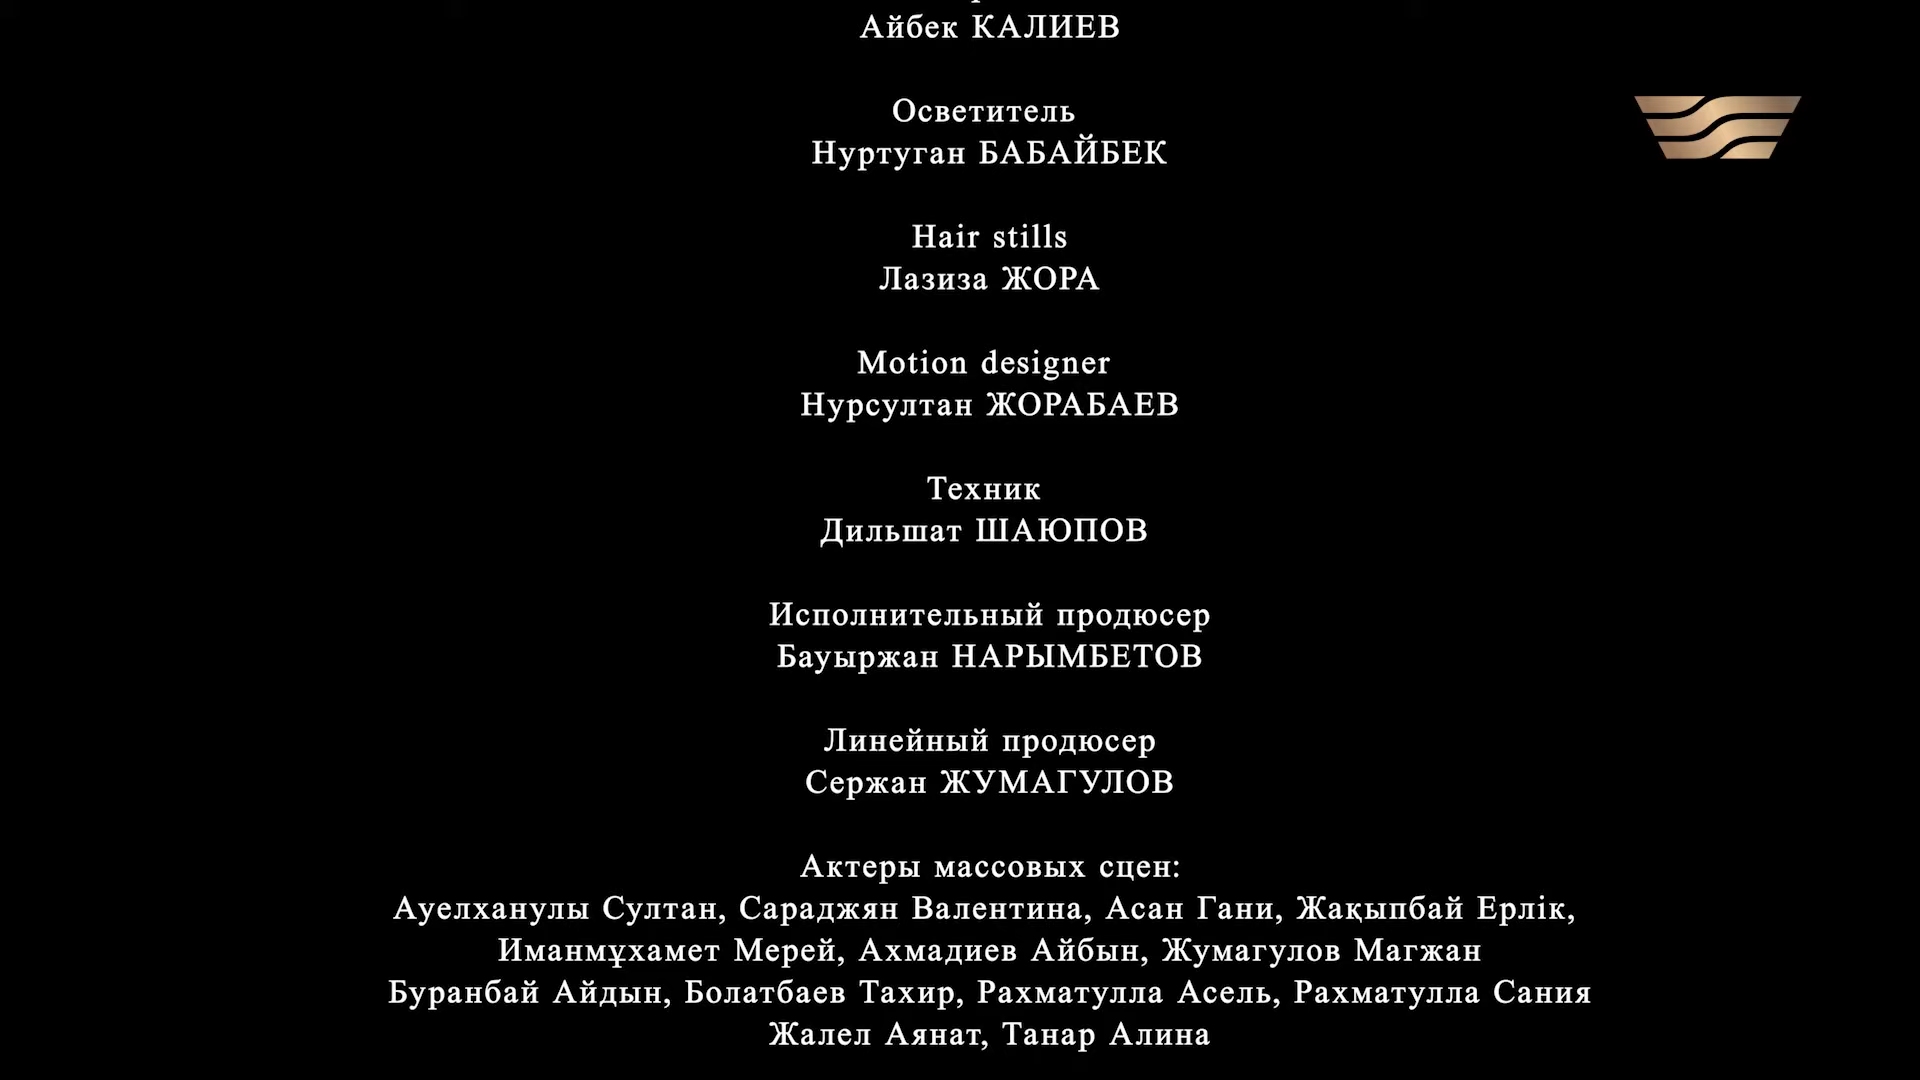 Айбек КАЛИЕВ
Осветитель
Нуртуган БАБАЙБЕК
Hair stills
Лазиза ЖОРА
Motion designer
Нурсултан ЖОРАБАЕВ
Техник
Дильшат ШАЮПОВ
Исполнительный продюсер
Бауыржан НАРЫМБЕТОВ
Линейный продюсер
Сержан ЖУМАГУЛОВ
Актеры массовых сцен:
Ауелханулы Султан, Сараджян Валентина, Асан Гани, Жақыпбай Ерлік,
Иманмұхамет Мерей, Ахмадиев Айбын, Жумагулов Магжан
Буранбай Айдын, Болатбаев Тахир, Рахматулла Асель, Рахматулла Сания
Жалел Аянат, Танар Алина